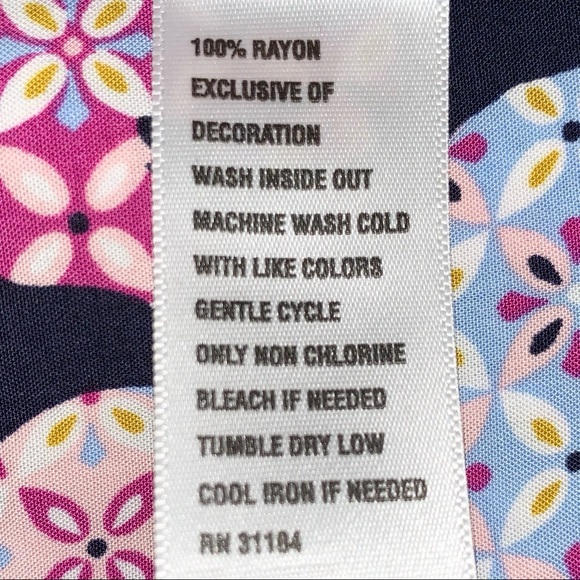 100% RAYON
EXCLUSIVE OF
DECORATION
WASH INSIDE OUT
MACHINE WASH COLD
WITH LIKE COLORS
GENTLE CYCLE
ONLY NON CHLORINE
BLEACH IF NEEDED
TUMBLE DRY LOW
COOL IRON IF NEEDED
RN 31104